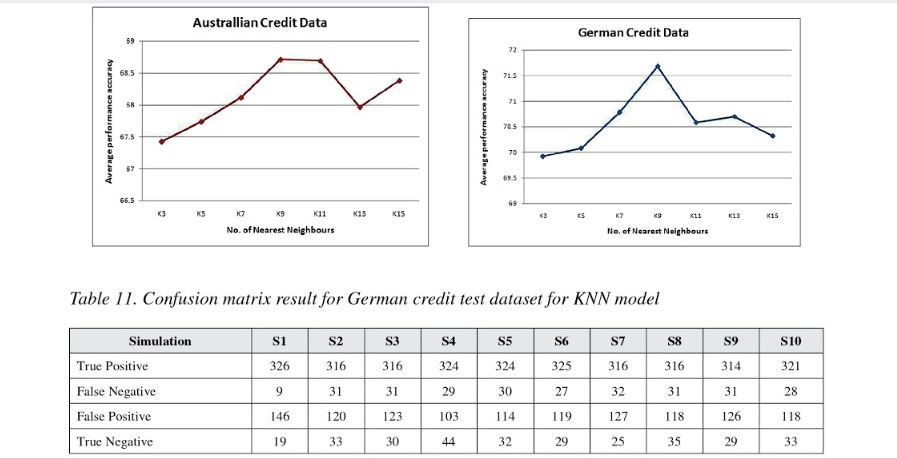 Australlian Credit Data
Average performance accuracy
69
68.5
68
67.5
67
66.5
K3 K5 K7 K9 K11 K13 K15
No. of Nearest Neighbours
German Credit Data
Average performance accuracy
72
71.5
71
70.5
70
69.5
69
K3 K5 K7 K9 K11 K13 K15
No. of Nearest Neighbours
Table 11. Confusion matrix result for German credit test dataset for KNN model
Simulation S1 S2 S3 S4 S5 S6 S7 S8 S9 S10
True Positive 326 316 316 324 324 325 316 316 314 321
False Negative 9 31 31 29 30 27 32 31 31 28
False Positive 146 120 123 103 114 119 127 118 126 118
True Negative 19 33 30 44 32 29 25 35 29 33